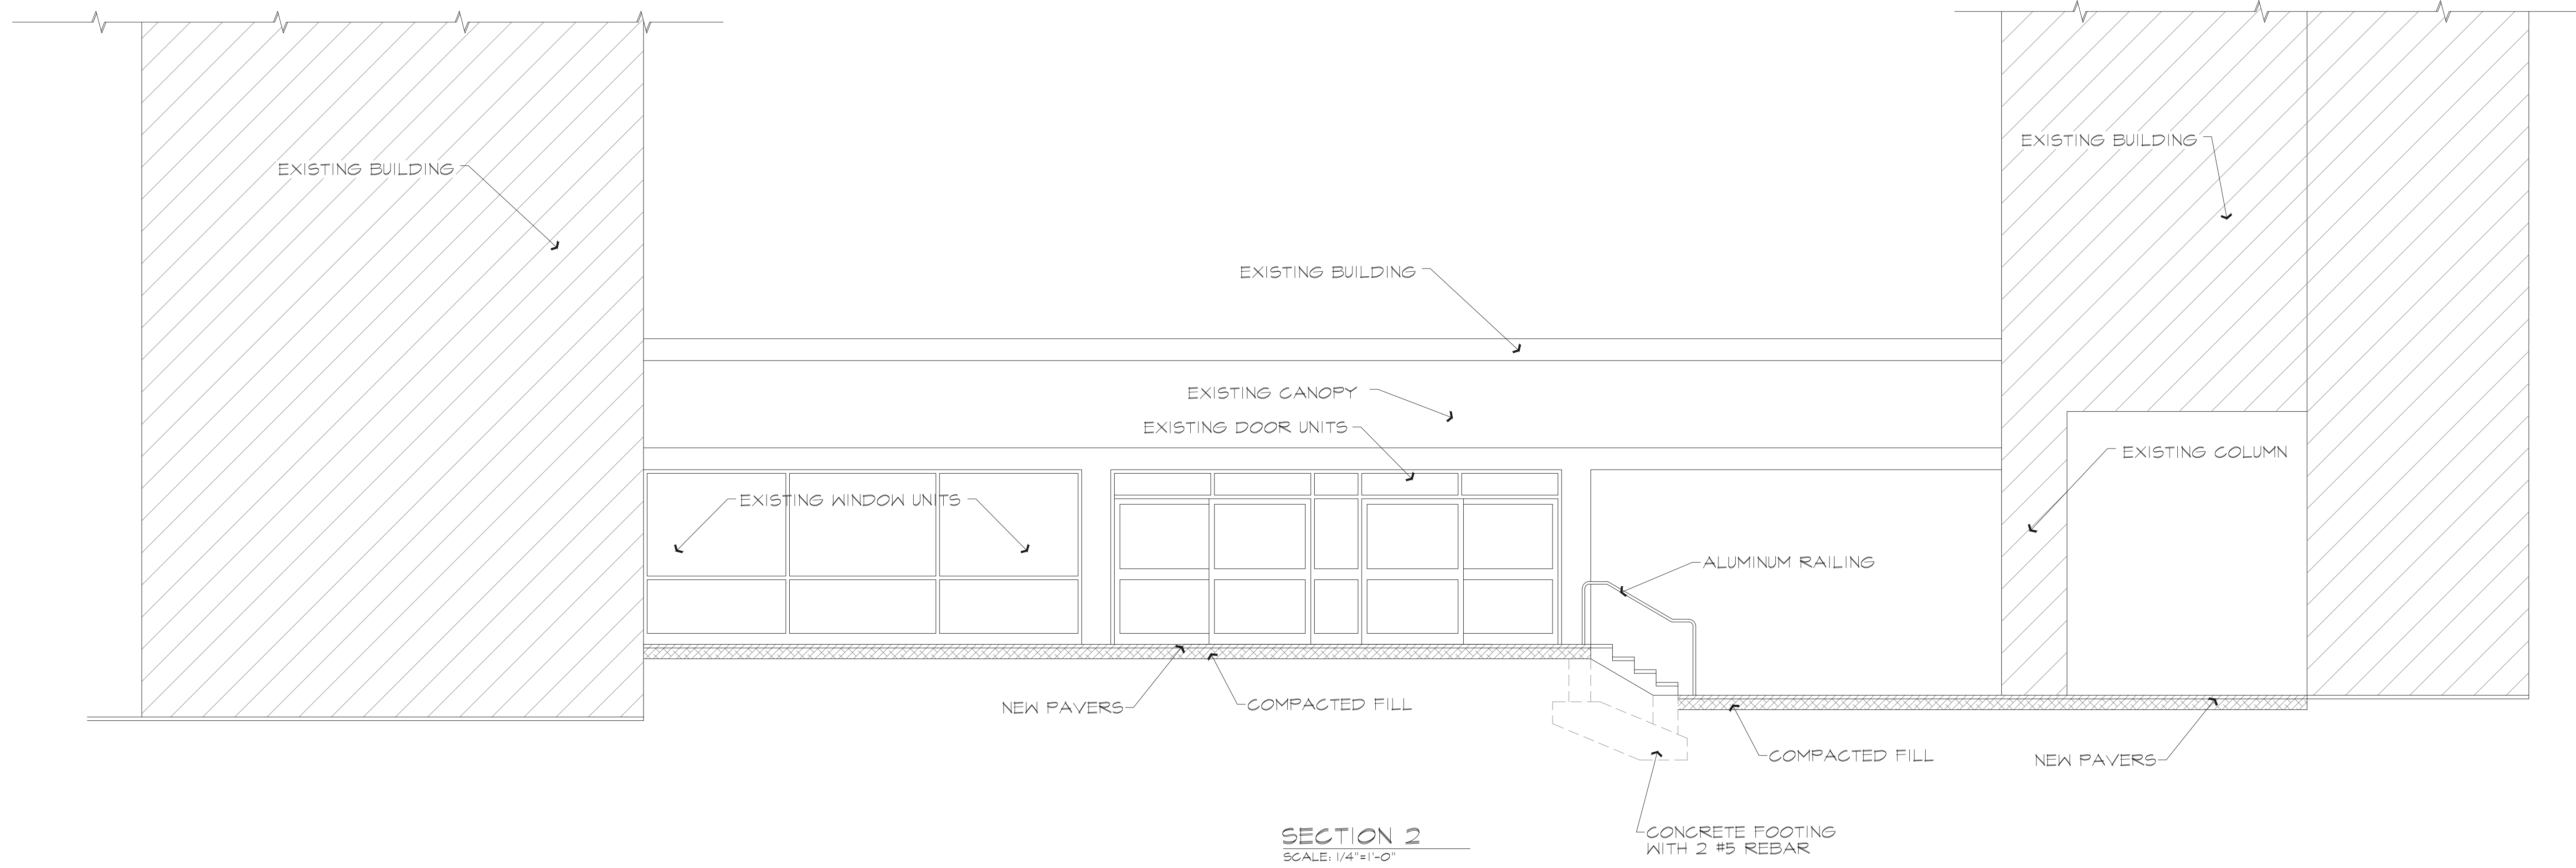 EXISTING BUILDING
EXISTING BUILDING
EXISTING BUILDING
EXISTING CANOPY
EXISTING DOOR UNITS
EXISTING COLUMN
EXISTING WINDOW UNITS
ALUMINUM RAILING
NEW PAVERS
COMPACTED FILL
COMPACTED FILL
NEW PAVERS
CONCRETE FOOTING
WITH 2 #5 REBAR
SECTION 2
SCALE: 1/4"=1'-0"